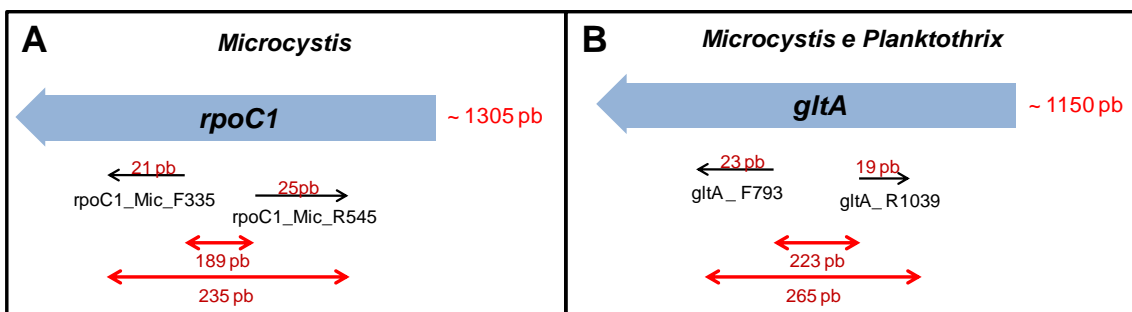 A
Microcystis
rpoC1
~ 1305 pb
21 pb
rpoC1_Mic_F335
25pb
rpoC1_Mic_R545
189 pb
235 pb
B
Microcystis e Planktothrix
gltA
~ 1150 pb
23 pb
gltA_ F793
19 pb
gltA_ R1039
223 pb
265 pb